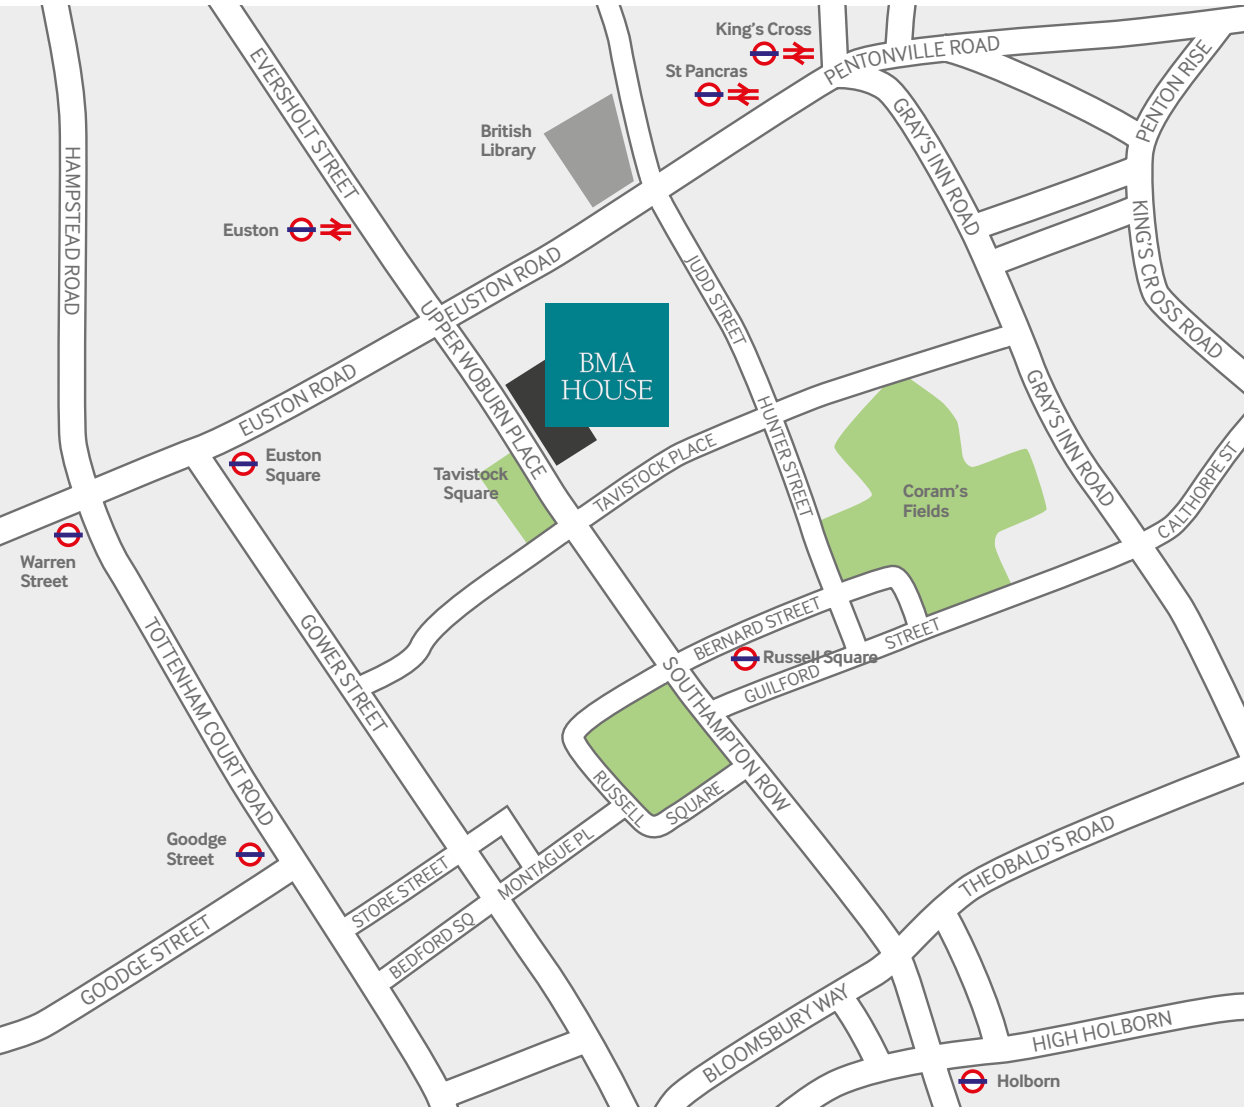 King's Cross
St Pancras
PENTONVILLE ROAD
PENTON RISE
EVERSHOLT STREET
British
Library
GRAY'S INN ROAD
HAMPSTEAD ROAD
Euston
KING'S CROSS ROAD
JUDD STREET
EUSTON ROAD
UPPER WOBURN PLACE
BMA
HOUSE
EUSTON ROAD
GRAY'S INN ROAD
HUNTER STREET
TAVISTOCK PLACE
Euston
Square
Tavistock
Square
Coram's
Fields
CALTHORPE ST
Warren
Street
BERNARD STREET
GOWER STREET
TOTTENHAM COURT ROAD
Russell Square
GUILFORD
STREET
SOUTHAMPTON ROW
RUSSELL
SQUARE
Goodge
Street
MONTAGUE PL
STORE STREET
BEDFORD SQ
GOODGE STREET
THEOBALD'S ROAD
BLOOMSBURY WAY
HIGH HOLBORN
Holborn